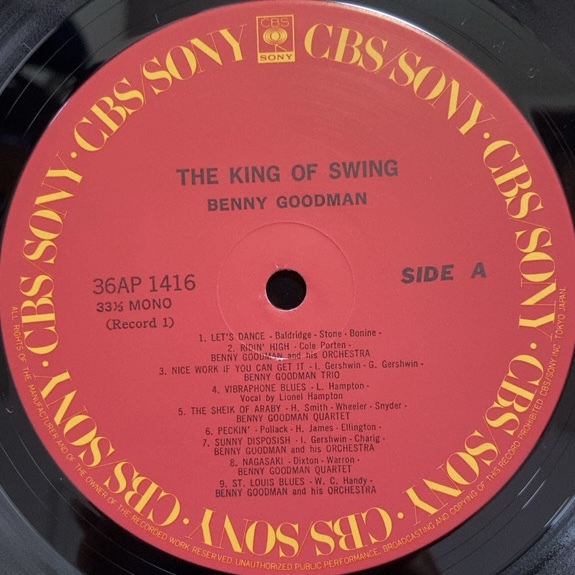 CBS
SONY
CBS/SONY · CBS/SONY · CBS/SONY · CBS/SONY · CBS/SONY · CBS/SONY · CBS/SONY · CBS/SONY
THE KING OF SWING
BENNY GOODMAN
36AP 1416
SIDE A
33⅓ MONO
(Record 1)
1. LET'S DANCE - Baldridge - Stone - Bonine -
2. RIDIN' HIGH - Cole Porten -
BENNY GOODMAN and his ORCHESTRA
3. NICE WORK IF YOU CAN GET IT - I. Gershwin - G. Gershwin -
BENNY GOODMAN TRIO
4. VIBRAPHONE BLUES - L. Hampton -
Vocal by Lionel Hampton
5. THE SHEIK OF ARABY - H. Smith - Wheeler - Snyder -
BENNY GOODMAN QUARTET
6. PECKIN' - Pollack - H. James - Ellington -
7. SUNNY DISPOSISH - I. Gershwin - Charig -
BENNY GOODMAN and his ORCHESTRA
8. NAGASAKI - Dixton - Warron -
BENNY GOODMAN QUARTET
9. ST. LOUIS BLUES - W. C. Handy -
BENNY GOODMAN and his ORCHESTRA
ALL RIGHTS OF THE MANUFACTURER AND OF THE OWNER OF THE RECORDED WORK RESERVED. UNAUTHORIZED PUBLIC PERFORMANCE, BROADCASTING AND COPYING OF THIS RECORD PROHIBITED. CBS/SONY INC. TOKYO JAPAN.